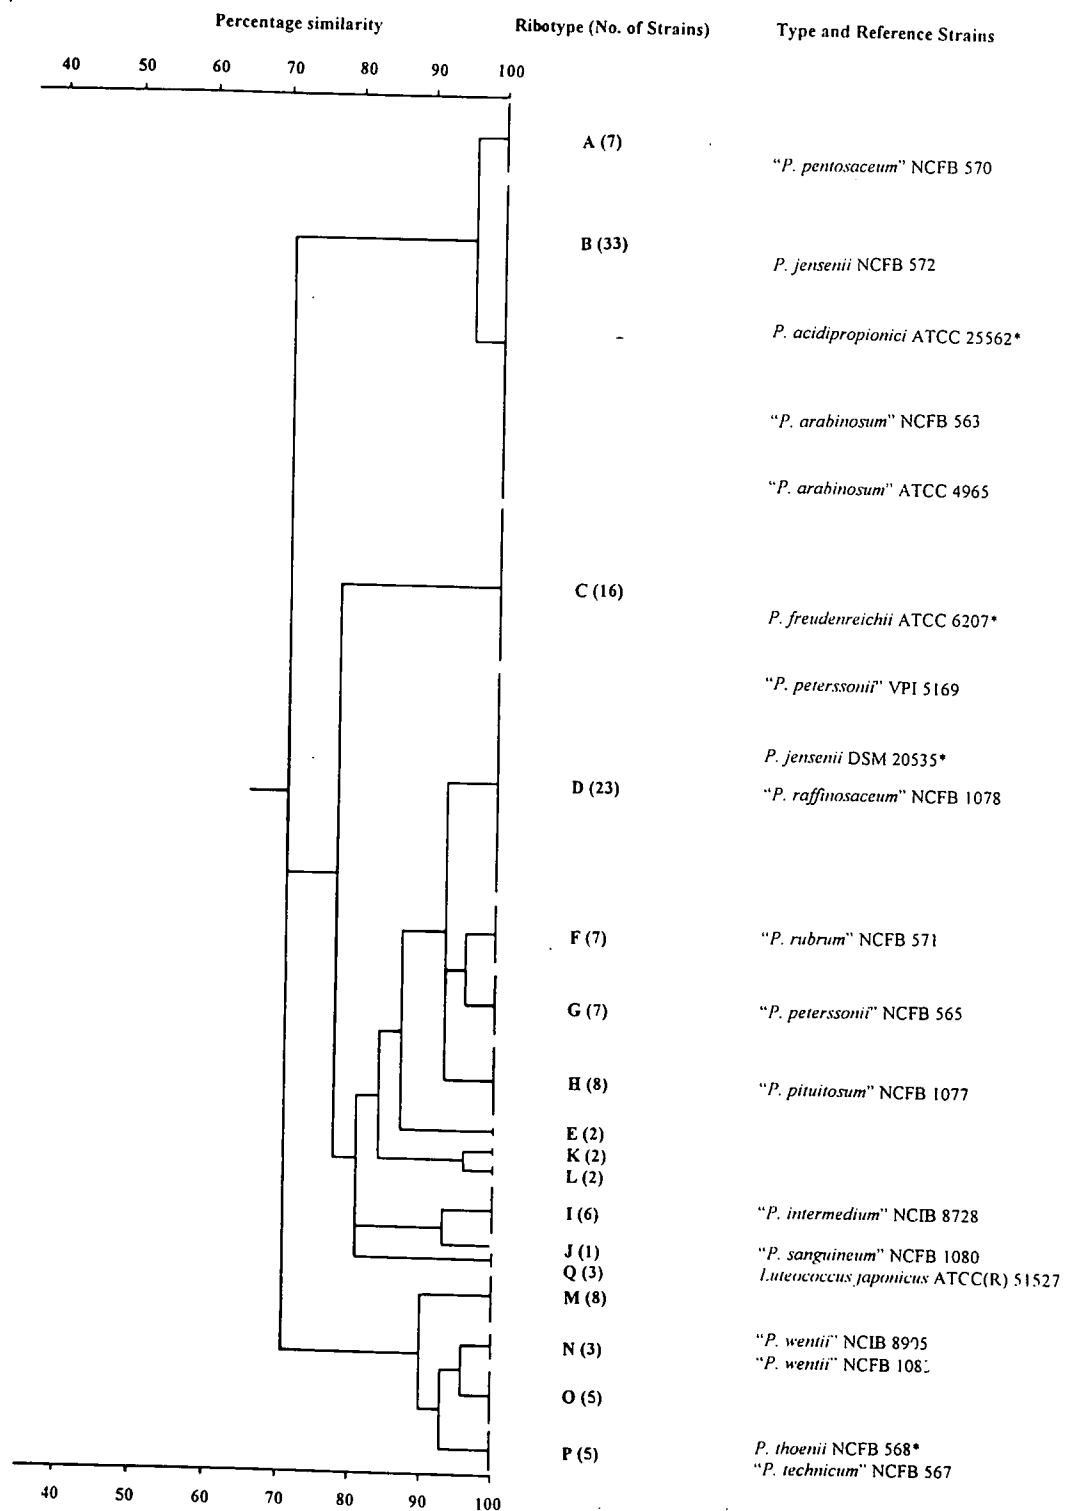 Percentage similarity Ribotype (No. of Strains) Type and Reference Strains
40 50 60 70 80 90 100
A (7)
"P. pentosaceum" NCFB 570
B (33)
P. jensenii NCFB 572
P. acidipropionici ATCC 25562*
"P. arabinosum" NCFB 563
"P. arabinosum" ATCC 4965
C (16)
P. freudenreichii ATCC 6207*
"P. peterssonii" VPI 5169
P. jensenii DSM 20535*
D (23)
"P. raffinosaceum" NCFB 1078
F (7) "P. rubrum" NCFB 571
G (7) "P. peterssonii" NCFB 565
H (8) "P. pituitosum" NCFB 1077
E (2)
K (2)
L (2)
I (6) "P. intermedium" NCIB 8728
J (1) "P. sanguineum" NCFB 1080
Q (3) Luteococcus japonicus ATCC(R) 51527
M (8)
N (3) "P. wentii" NCIB
"P. wentii" NCFB
O (5)
P (5) P. thoenii NCFB 568*
"P. technicum" NCFB 567
40 50 60 70 80 90 100